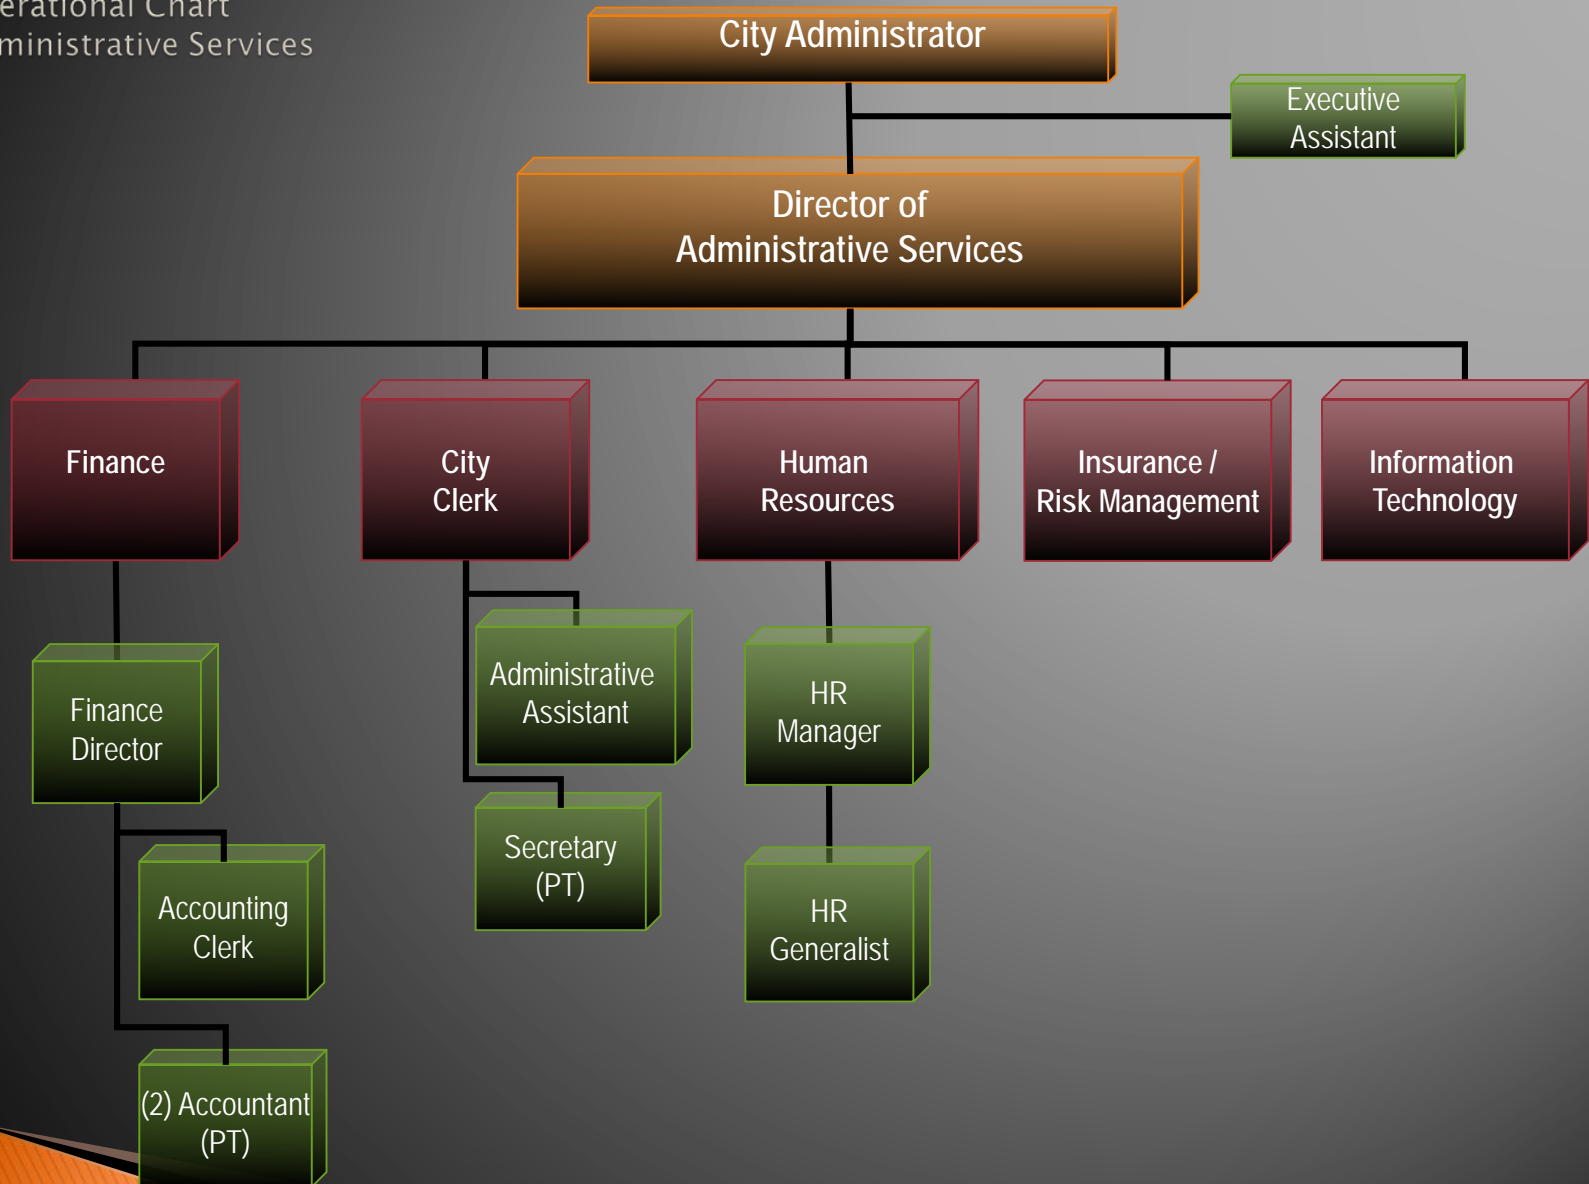 erational Chart
ministrative Services
City Administrator
Executive
Assistant
Director of
Administrative Services
Finance
City
Clerk
Human
Resources
Insurance /
Risk Management
Information
Technology
Finance
Director
Administrative
Assistant
HR
Manager
Accounting
Clerk
Secretary
(PT)
HR
Generalist
(2) Accountant
(PT)